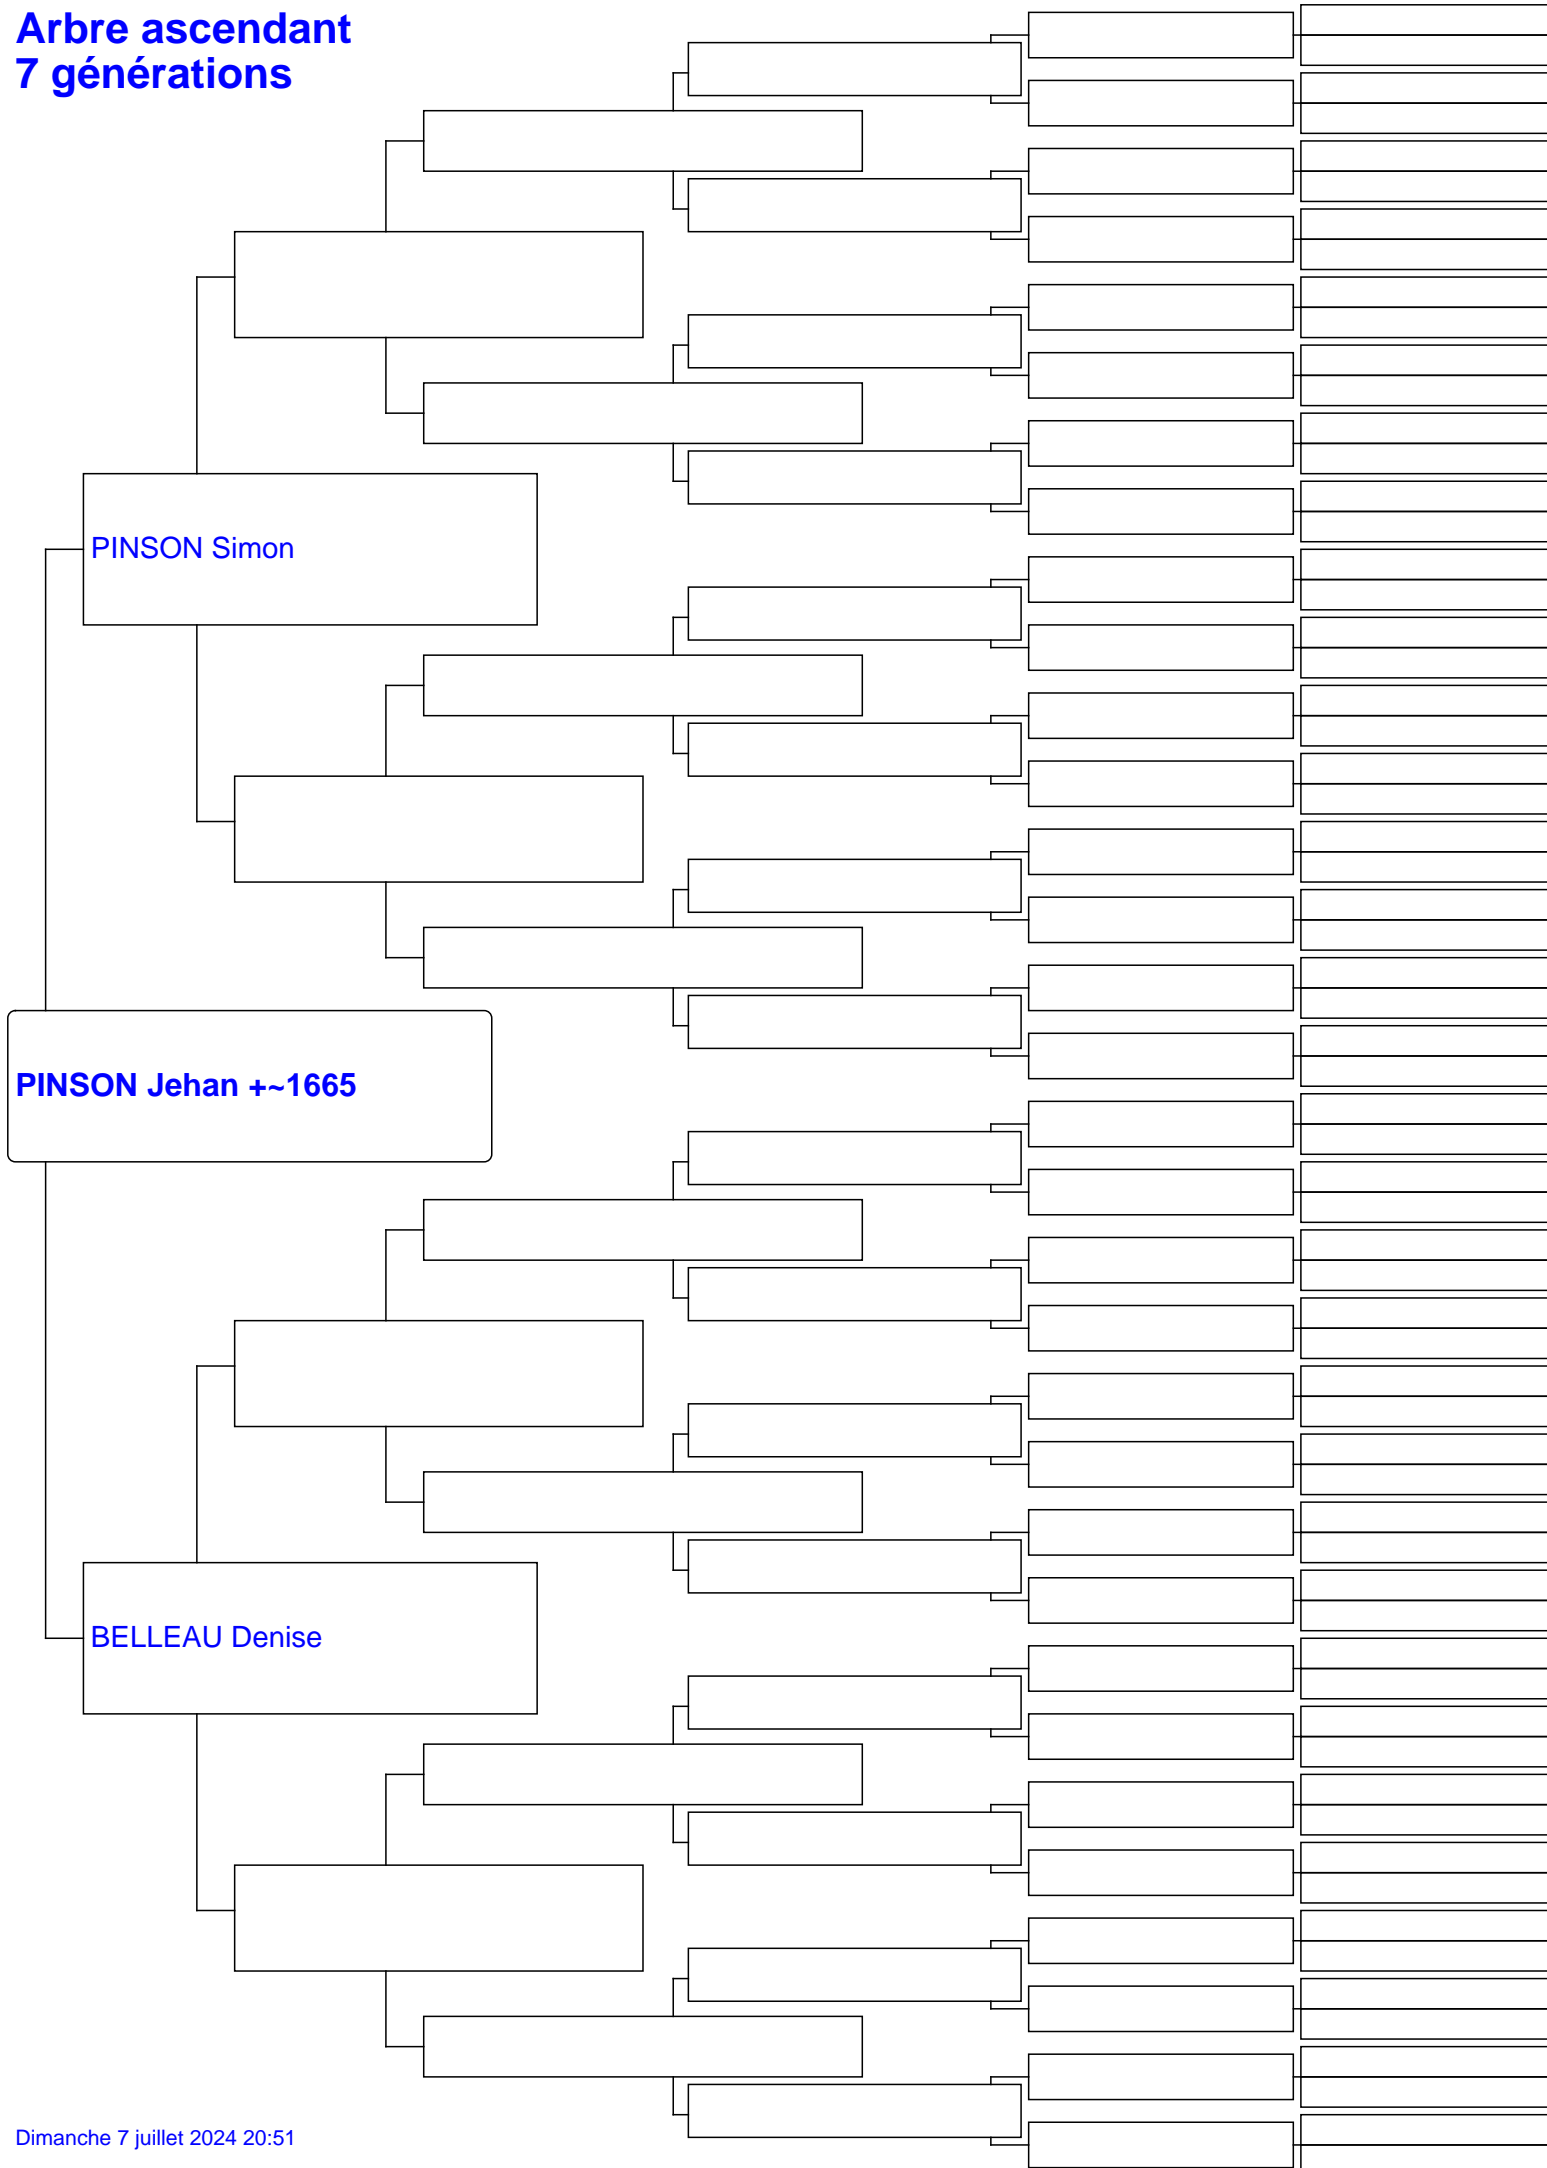 Arbre ascendant
7 générations
PINSON Simon
PINSON Jehan +~1665
BELLEAU Denise
Dimanche 7 juillet 2024 20:51